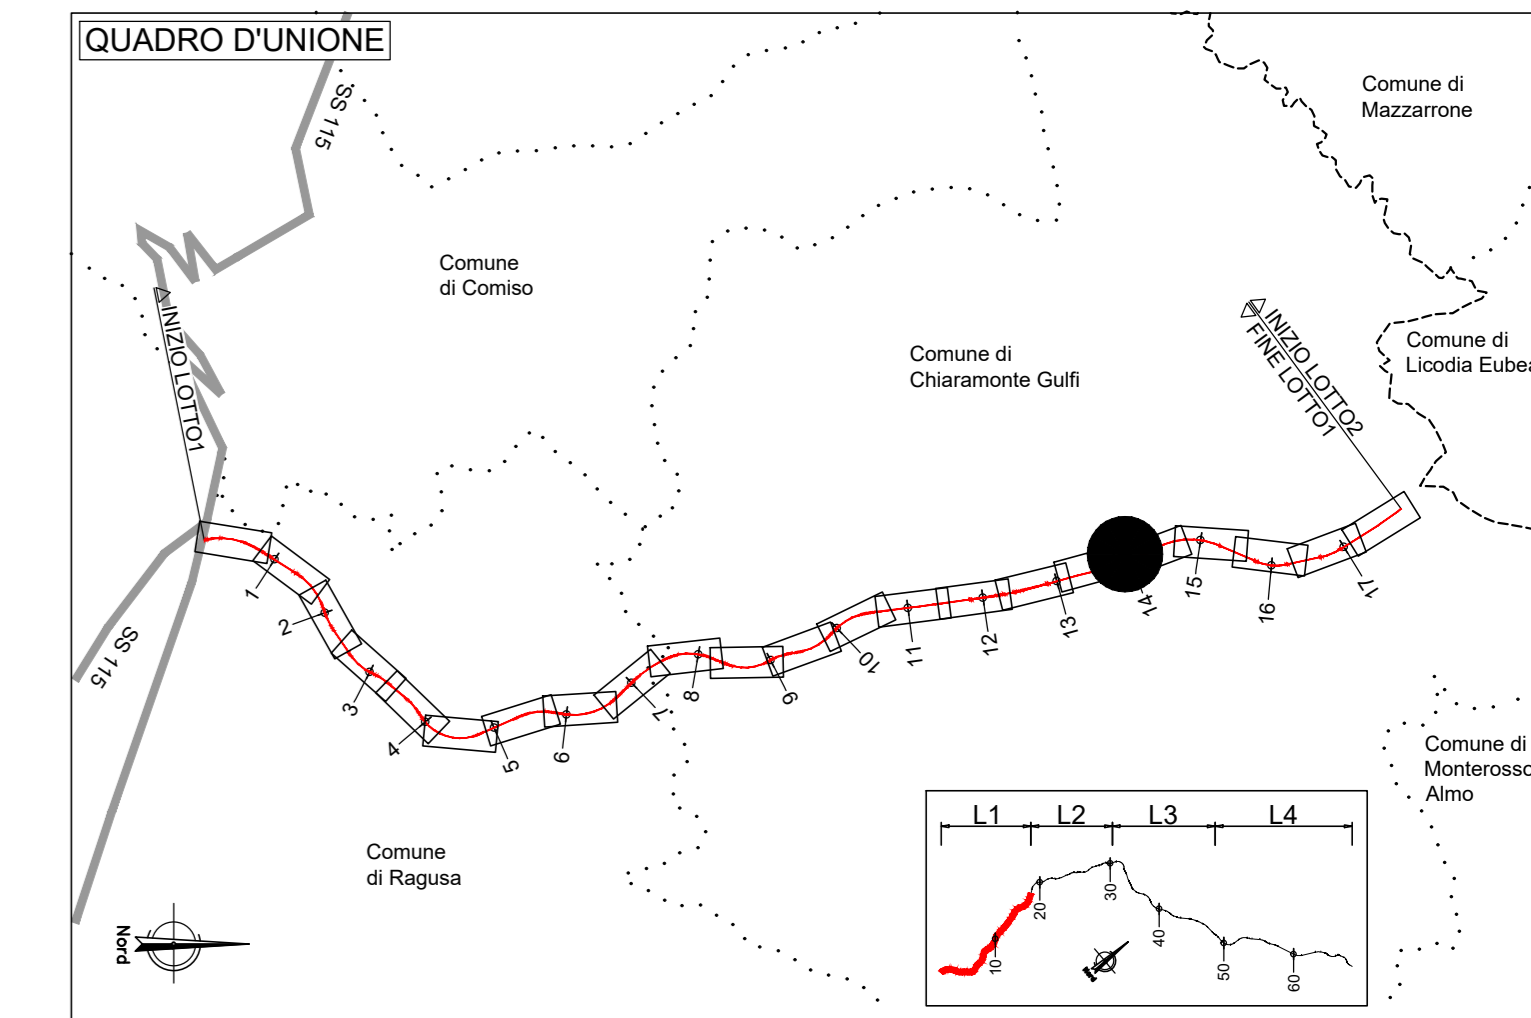 QUADRO D'UNIONE
SS 115
Comune di
Mazzarrone
Comune
di Comiso
INIZIO LOTTO1
Comune di
Chiaramonte Gulfi
INIZIO LOTTO2
FINE LOTTO1
Comune di
Licodia Eubea
1
2
3
4
5
6
7
8
9
10
11
12
13
14
15
16
17
SS 115
Comune di
Monterosso
Almo
Comune
di Ragusa
Nord
L1 L2 L3 L4
10
20
30
40
50
60